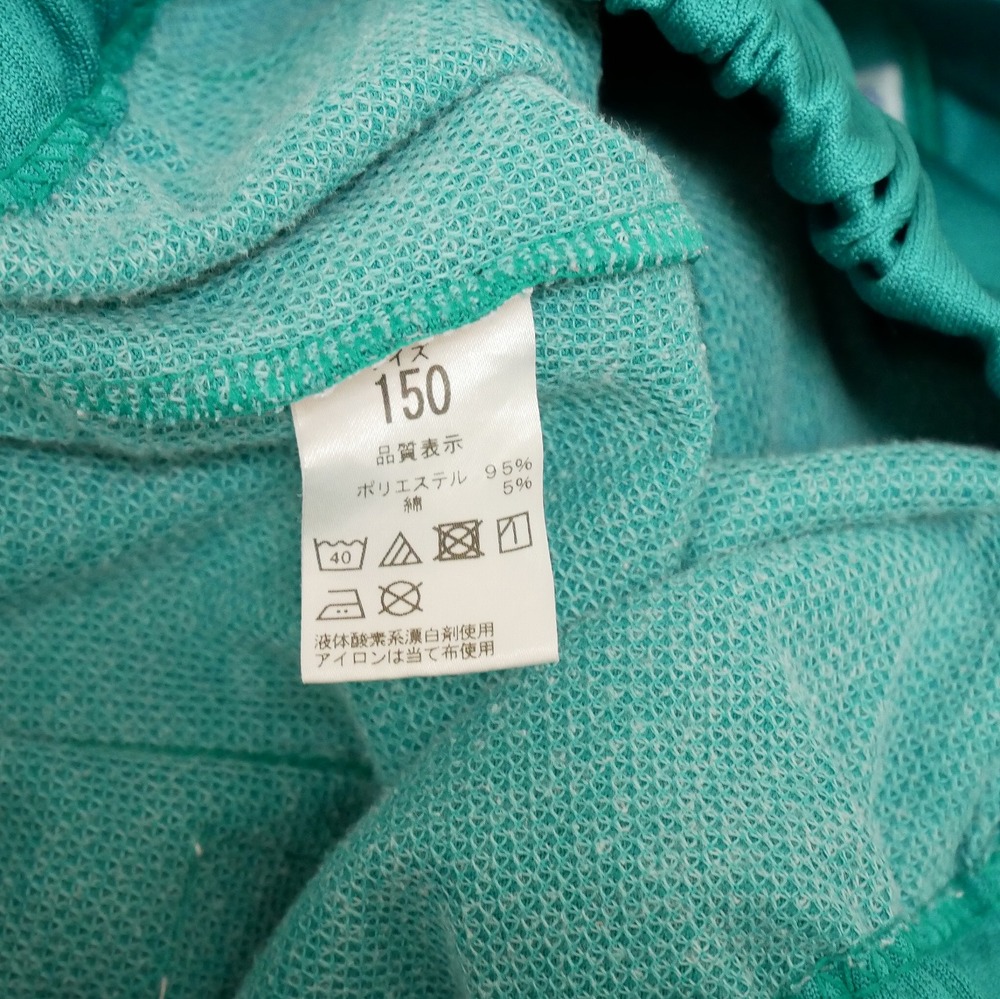 サイズ
150
品質表示
ポリエステル 95%
綿 5%
40
液体酸素系漂白剤使用
アイロンは当て布使用